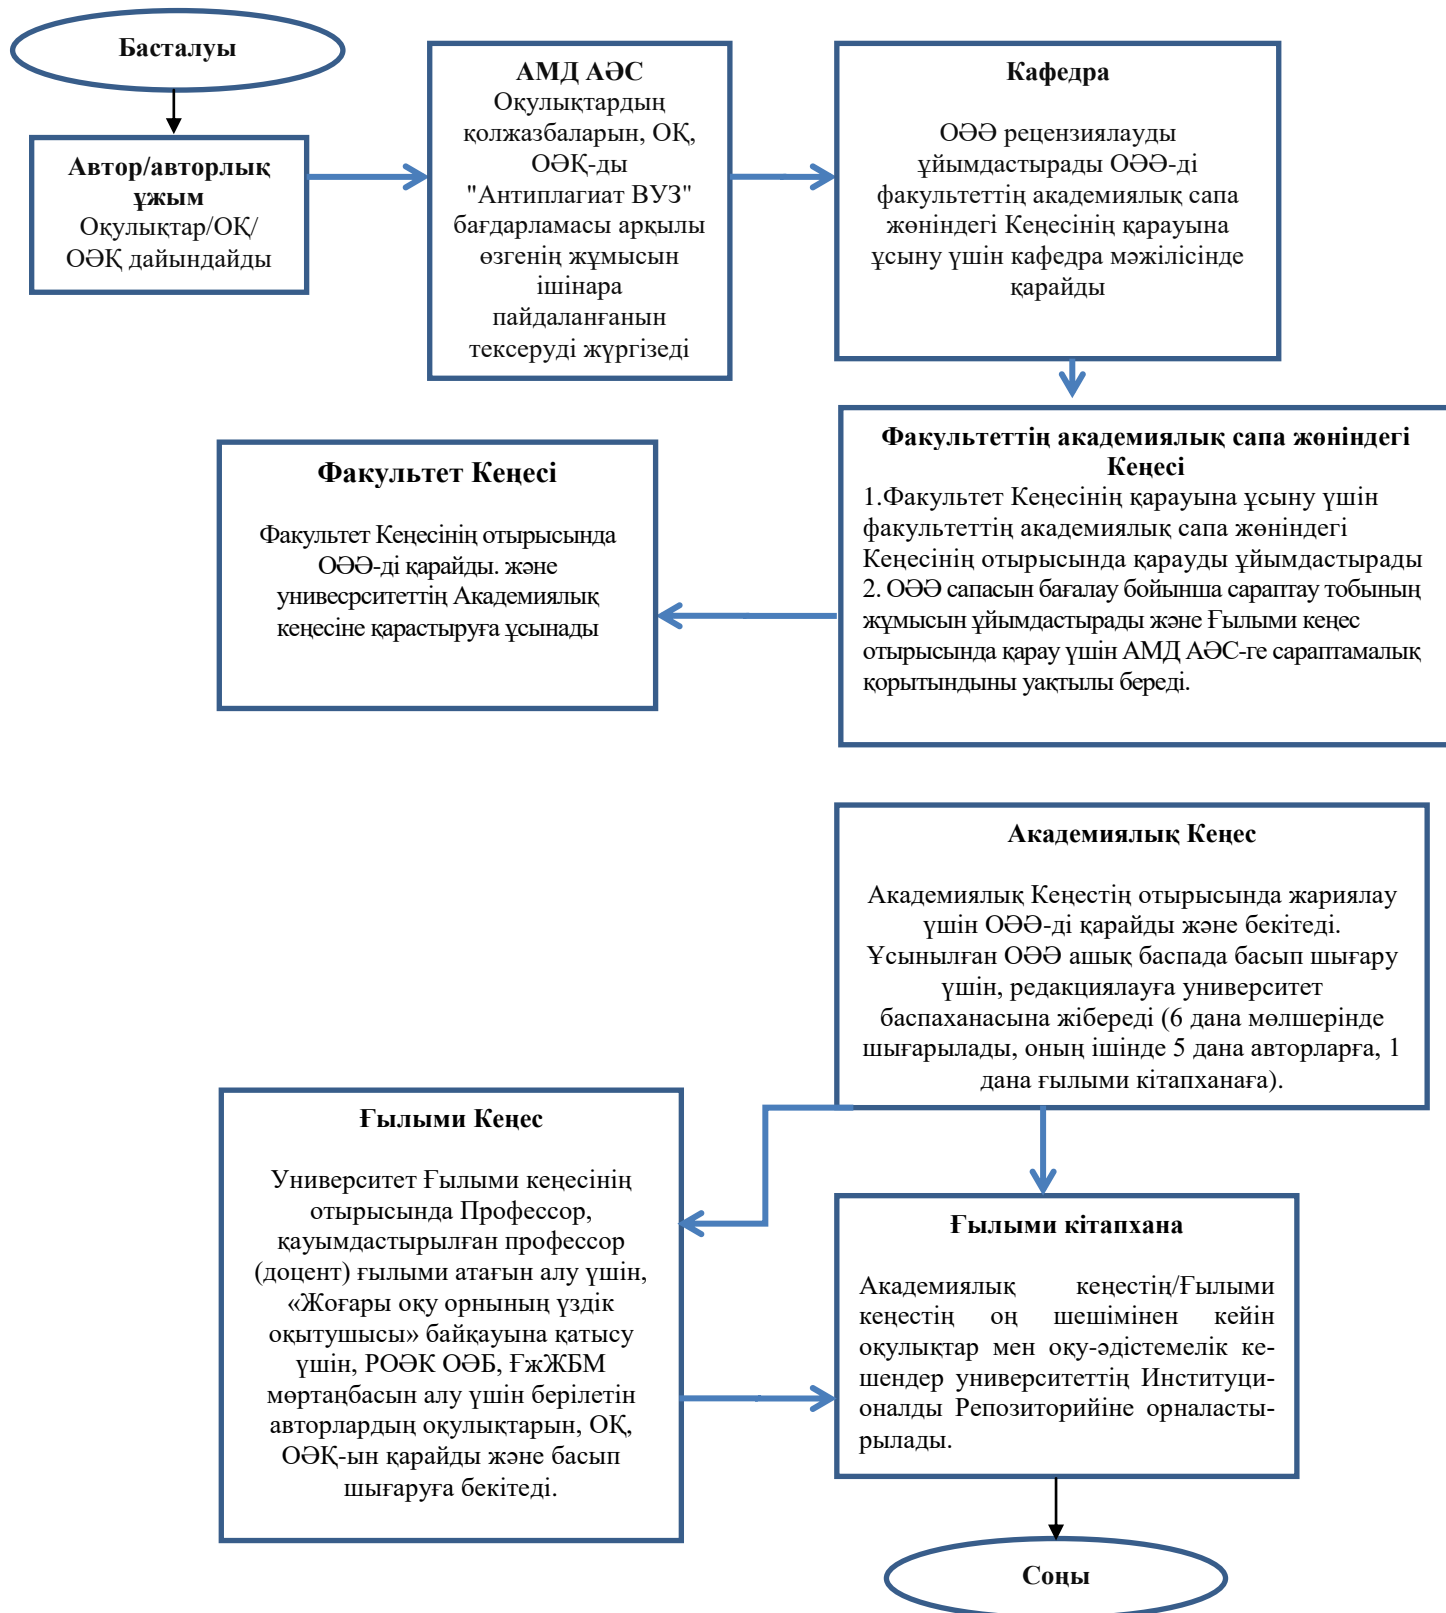 Басталуы
Автор/авторлық
ұжым
Оқулықтар/ОҚ/
ОӘҚ дайындайды
АМД АӘС
Оқулықтардың
қолжазбаларын, ОҚ,
ОӘҚ-ды
"Антиплагиат ВУЗ"
бағдарламасы арқылы
өзгенің жұмысын
ішінара
пайдаланғанын
тексеруді жүргізеді
Кафедра
ОӘӘ рецензиялауды
ұйымдастырады ОӘӘ-ді
факультеттің академиялық сапа
жөніндегі Кеңесінің қарауына
ұсыну үшін кафедра мәжілісінде
қарайды
Факультеттің академиялық сапа жөніндегі
Кеңесі
1.Факультет Кеңесінің қарауына ұсыну үшін
факультеттің академиялық сапа жөніндегі
Кеңесінің отырысында қарауды ұйымдастырады
2. ОӘӘ сапасын бағалау бойынша сараптау тобының
жұмысын ұйымдастырады және Ғылыми кеңес
отырысында қарау үшін АМД АӘС-ге сараптамалық
қорытындыны уақтылы береді.
Факультет Кеңесі
Факультет Кеңесінің отырысында
ОӘӘ-ді қарайды. және
унивесрситеттің Академиялық
кеңесіне қарастыруға ұсынады
Академиялық Кеңес
Академиялық Кеңестің отырысында жариялау
үшін ОӘӘ-ді қарайды және бекітеді.
Ұсынылған ОӘӘ ашық баспада басып шығару
үшін, редакциялауға университет
баспаханасына жібереді (6 дана мөлшерінде
шығарылады, оның ішінде 5 дана авторларға, 1
дана ғылыми кітапханаға).
Ғылыми Кеңес
Университет Ғылыми кеңесінің
отырысында Профессор,
қауымдастырылған профессор
(доцент) ғылыми атағын алу үшін,
«Жоғары оқу орнының үздік
оқытушысы» байқауына қатысу
үшін, РОӘК ОӘБ, ҒжЖБМ
мөртаңбасын алу үшін берілетін
авторлардың оқулықтарын, ОҚ,
ОӘҚ-ын қарайды және басып
шығаруға бекітеді.
Ғылыми кітапхана
Академиялық кеңестің/Ғылыми
кеңестің оң шешімінен кейін
оқулықтар мен оқу-әдістемелік ке-
шендер университеттің Институци-
оналды Репозиторийіне орналасты-
рылады.
Соңы